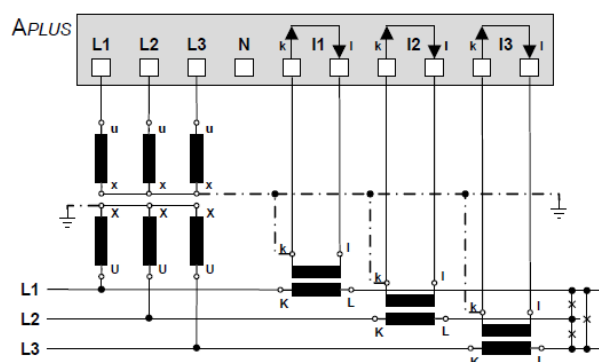 APLUS L1 L2 L3 N k I1 l k I2 l k I3 l
u u u
x x x
X X X
k l
U U U
k l
L1 K L
k l
L2 K L
L3 K L